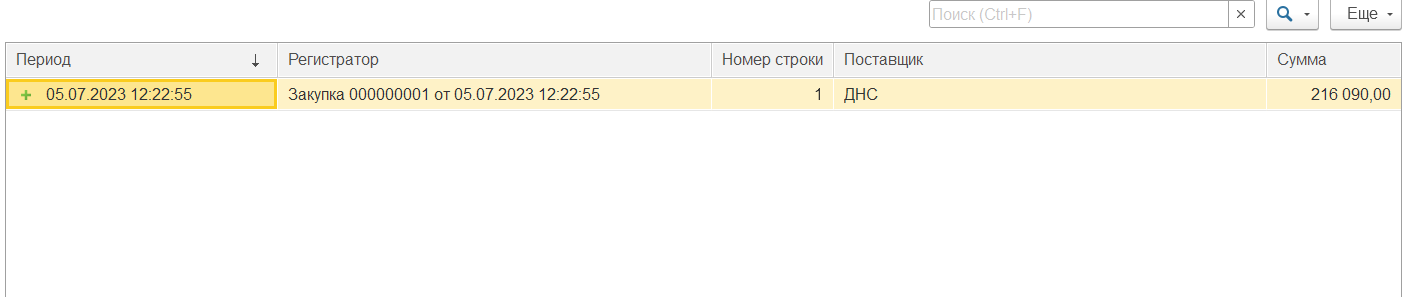 Поиск (Ctrl+F) × Еще
Период ↓ Регистратор Номер строки Поставщик Сумма
05.07.2023 12:22:55 Закупка 000000001 от 05.07.2023 12:22:55 1 ДНС 216 090,00